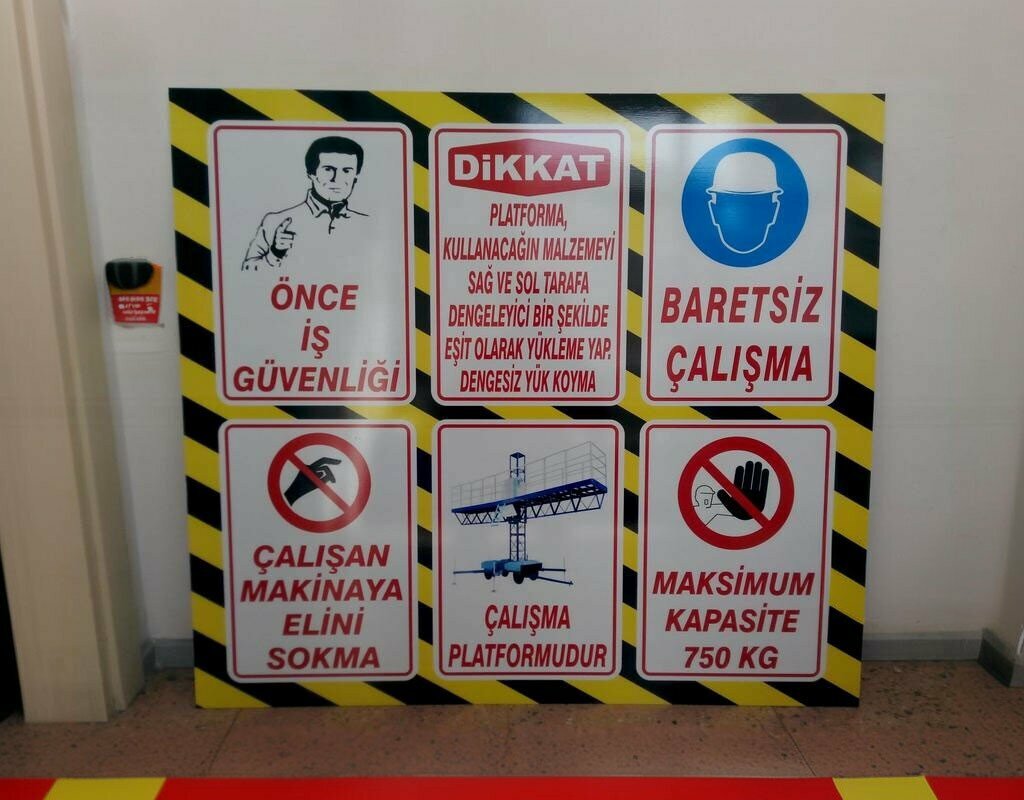 ÖNCE
İŞ
GÜVENLİĞİ
DİKKAT
PLATFORMA,
KULLANACAĞIN MALZEMEYİ
SAĞ VE SOL TARAFA
DENGELEYİCİ BİR ŞEKİLDE
EŞİT OLARAK YÜKLEME YAP.
DENGESİZ YÜK KOYMA
BARETSİZ
ÇALIŞMA
ÇALIŞAN
MAKİNAYA
ELİNİ
SOKMA
ÇALIŞMA
PLATFORMUDUR
MAKSİMUM
KAPASİTE
750 KG